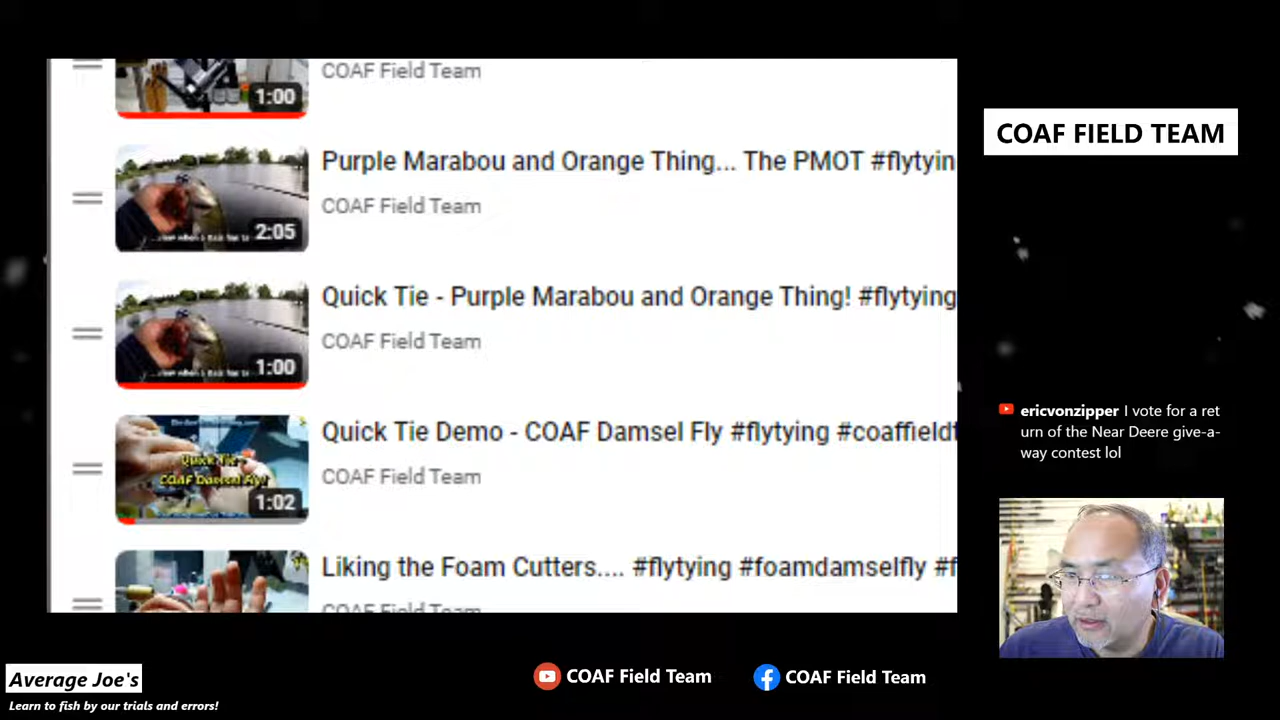 COAF Field Team
1:00
Purple Marabou and Orange Thing... The PMOT #flytyin
COAF Field Team
2:05
Quick Tie - Purple Marabou and Orange Thing! #flytying
COAF Field Team
1:00
Quick Tie Demo - COAF Damsel Fly #flytying #coaffieldt
COAF Field Team
Quick Tie -
COAF Damsel Fly!
1:02
Liking the Foam Cutters.... #flytying #foamdamselfly #f
COAF Field Team
COAF FIELD TEAM
ericvonzipper I vote for a ret
urn of the Near Deere give-a-
way contest lol
Average Joe's
Learn to fish by our trials and errors!
COAF Field Team
COAF Field Team